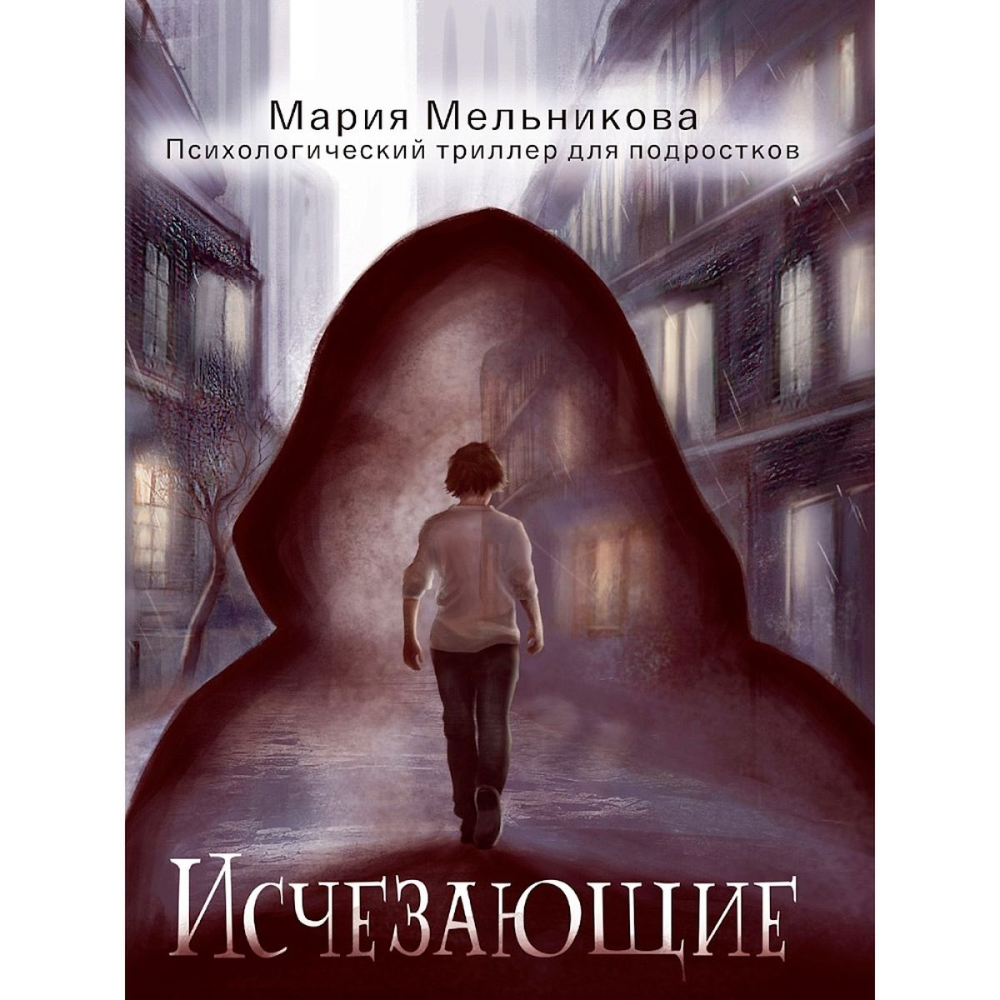 Мария Мельникова
Психологический триллер для подростков
Исчезающие